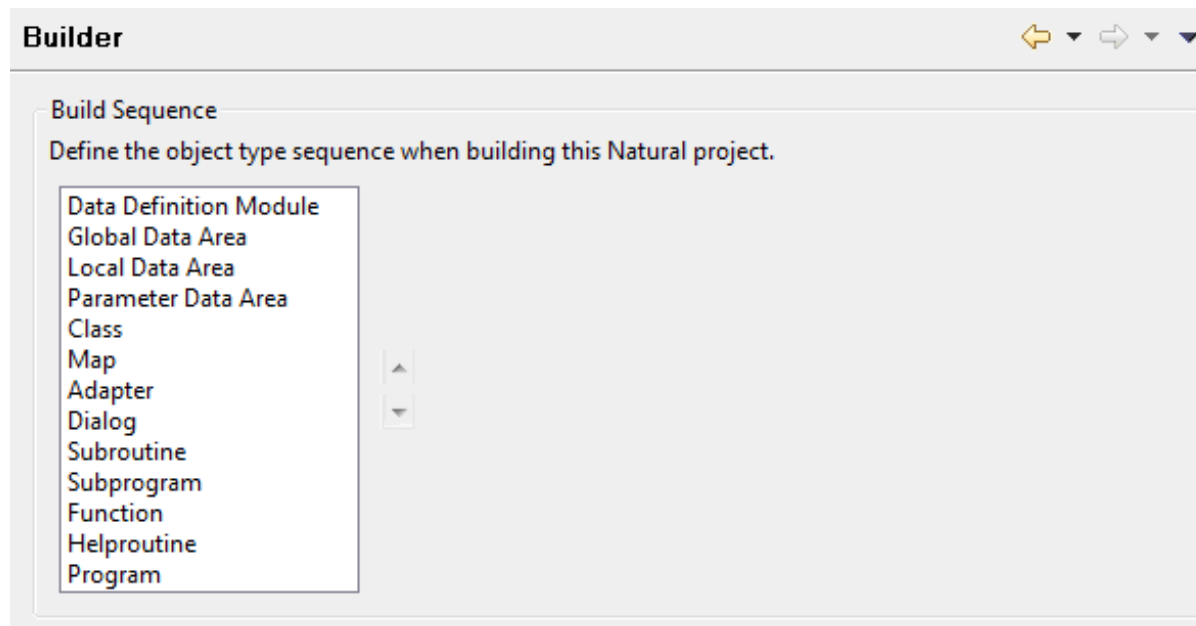 Builder
Build Sequence
Define the object type sequence when building this Natural project.
Data Definition Module
Global Data Area
Local Data Area
Parameter Data Area
Class
Map
Adapter
Dialog
Subroutine
Subprogram
Function
Helproutine
Program